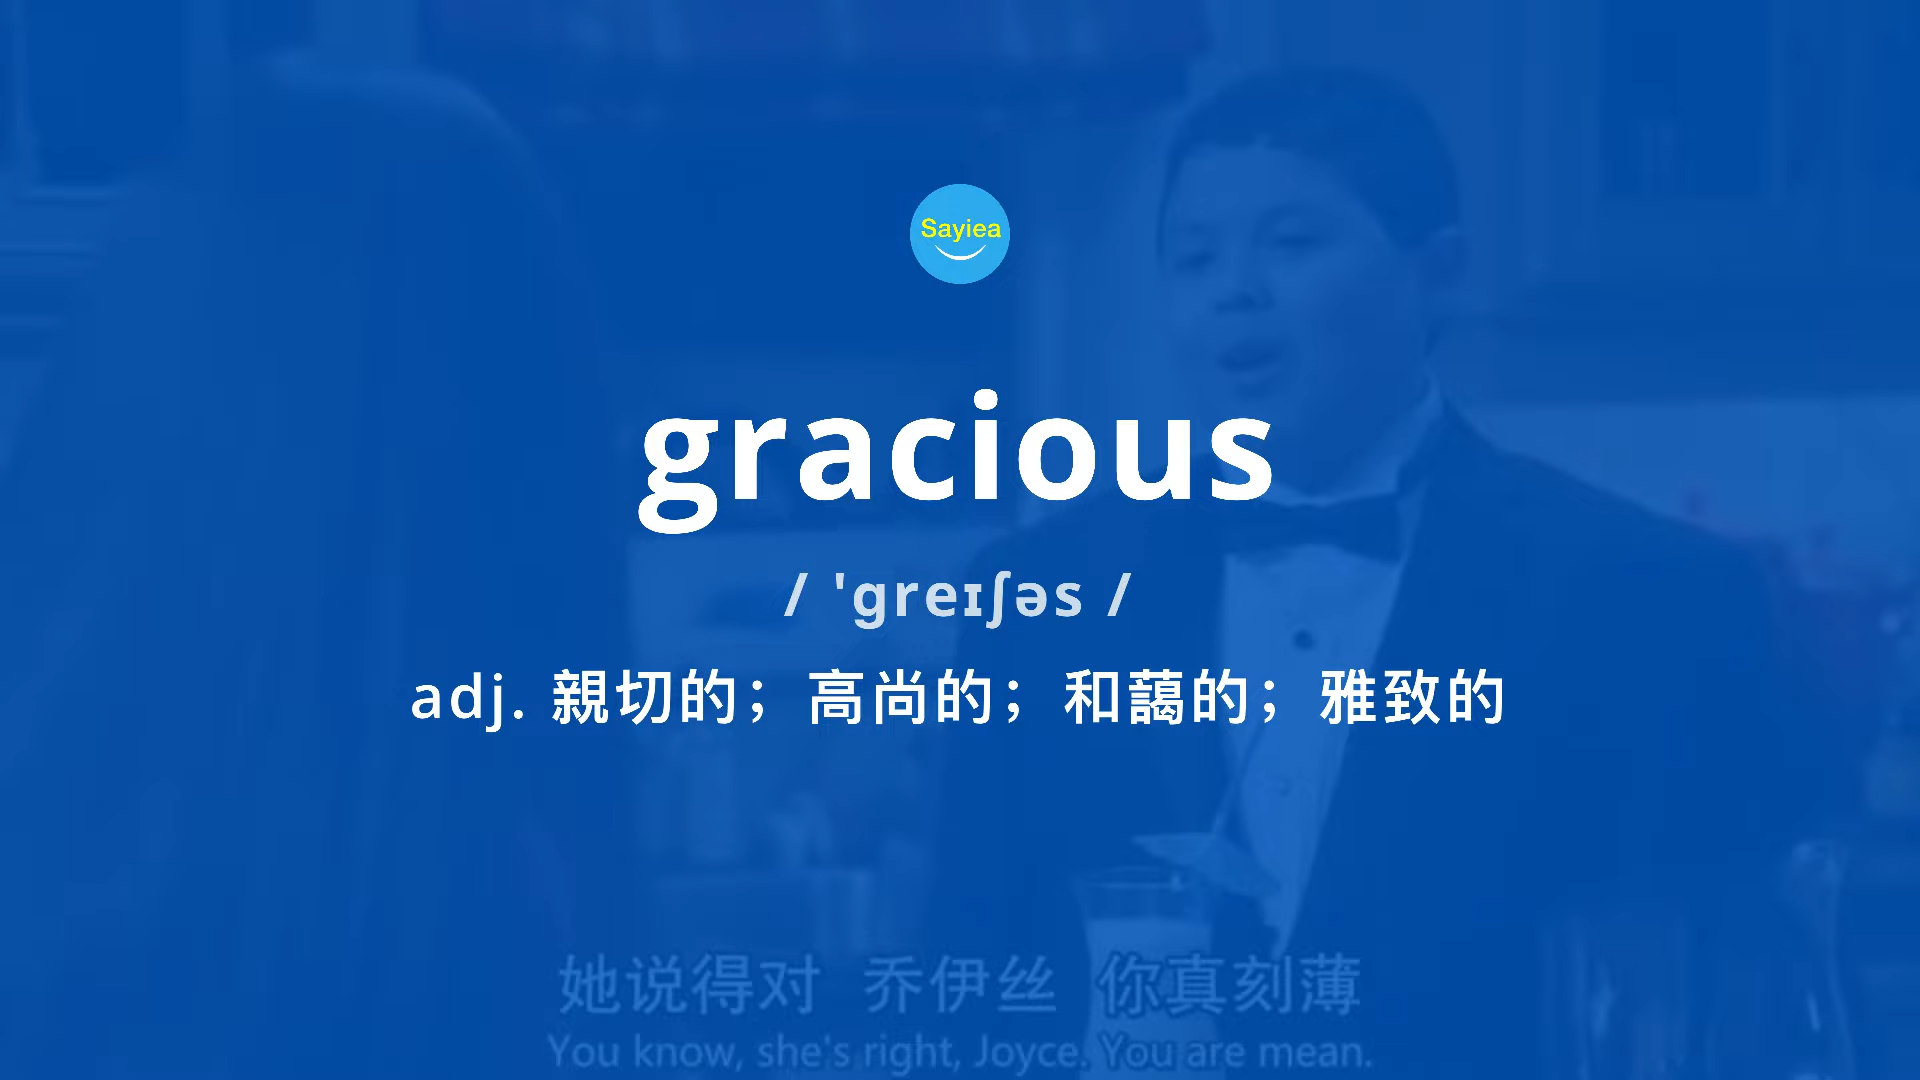 Sayiea
gracious
/ 'greɪʃəs /
adj. 親切的；高尚的；和藹的；雅致的
她说得对 乔伊丝 你真刻薄
You know, she's right, Joyce. You are mean.